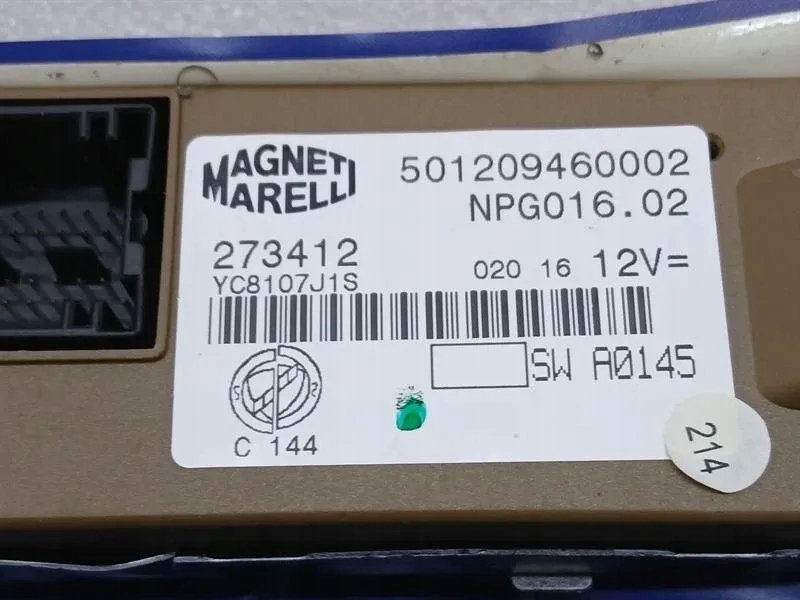 MAGNETI
MARELLI
501209460002
NPG016.02
273412
YC8107J1S
020 16 12V=
SW A0145
C 144
214